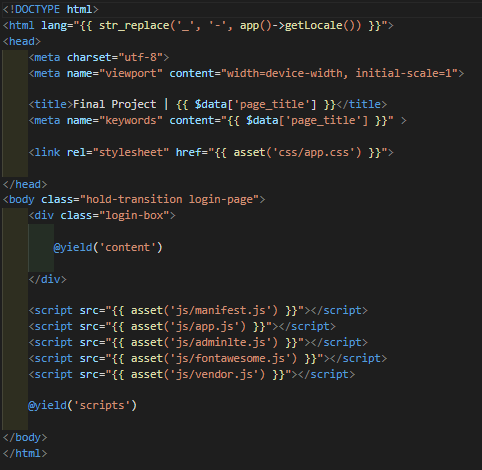 <!DOCTYPE html>
<html lang="{{ str_replace('_', '-', app()->getLocale()) }}">
<head>
    <meta charset="utf-8">
    <meta name="viewport" content="width=device-width, initial-scale=1">

    <title>Final Project | {{ $data['page_title'] }}</title>
    <meta name="keywords" content="{{ $data['page_title'] }}" >

    <link rel="stylesheet" href="{{ asset('css/app.css') }}">

</head>
<body class="hold-transition login-page">
    <div class="login-box">

        @yield('content')

    </div>

    <script src="{{ asset('js/manifest.js') }}"></script>
    <script src="{{ asset('js/app.js') }}"></script>
    <script src="{{ asset('js/adminlte.js') }}"></script>
    <script src="{{ asset('js/fontawesome.js') }}"></script>
    <script src="{{ asset('js/vendor.js') }}"></script>

    @yield('scripts')

</body>
</html>